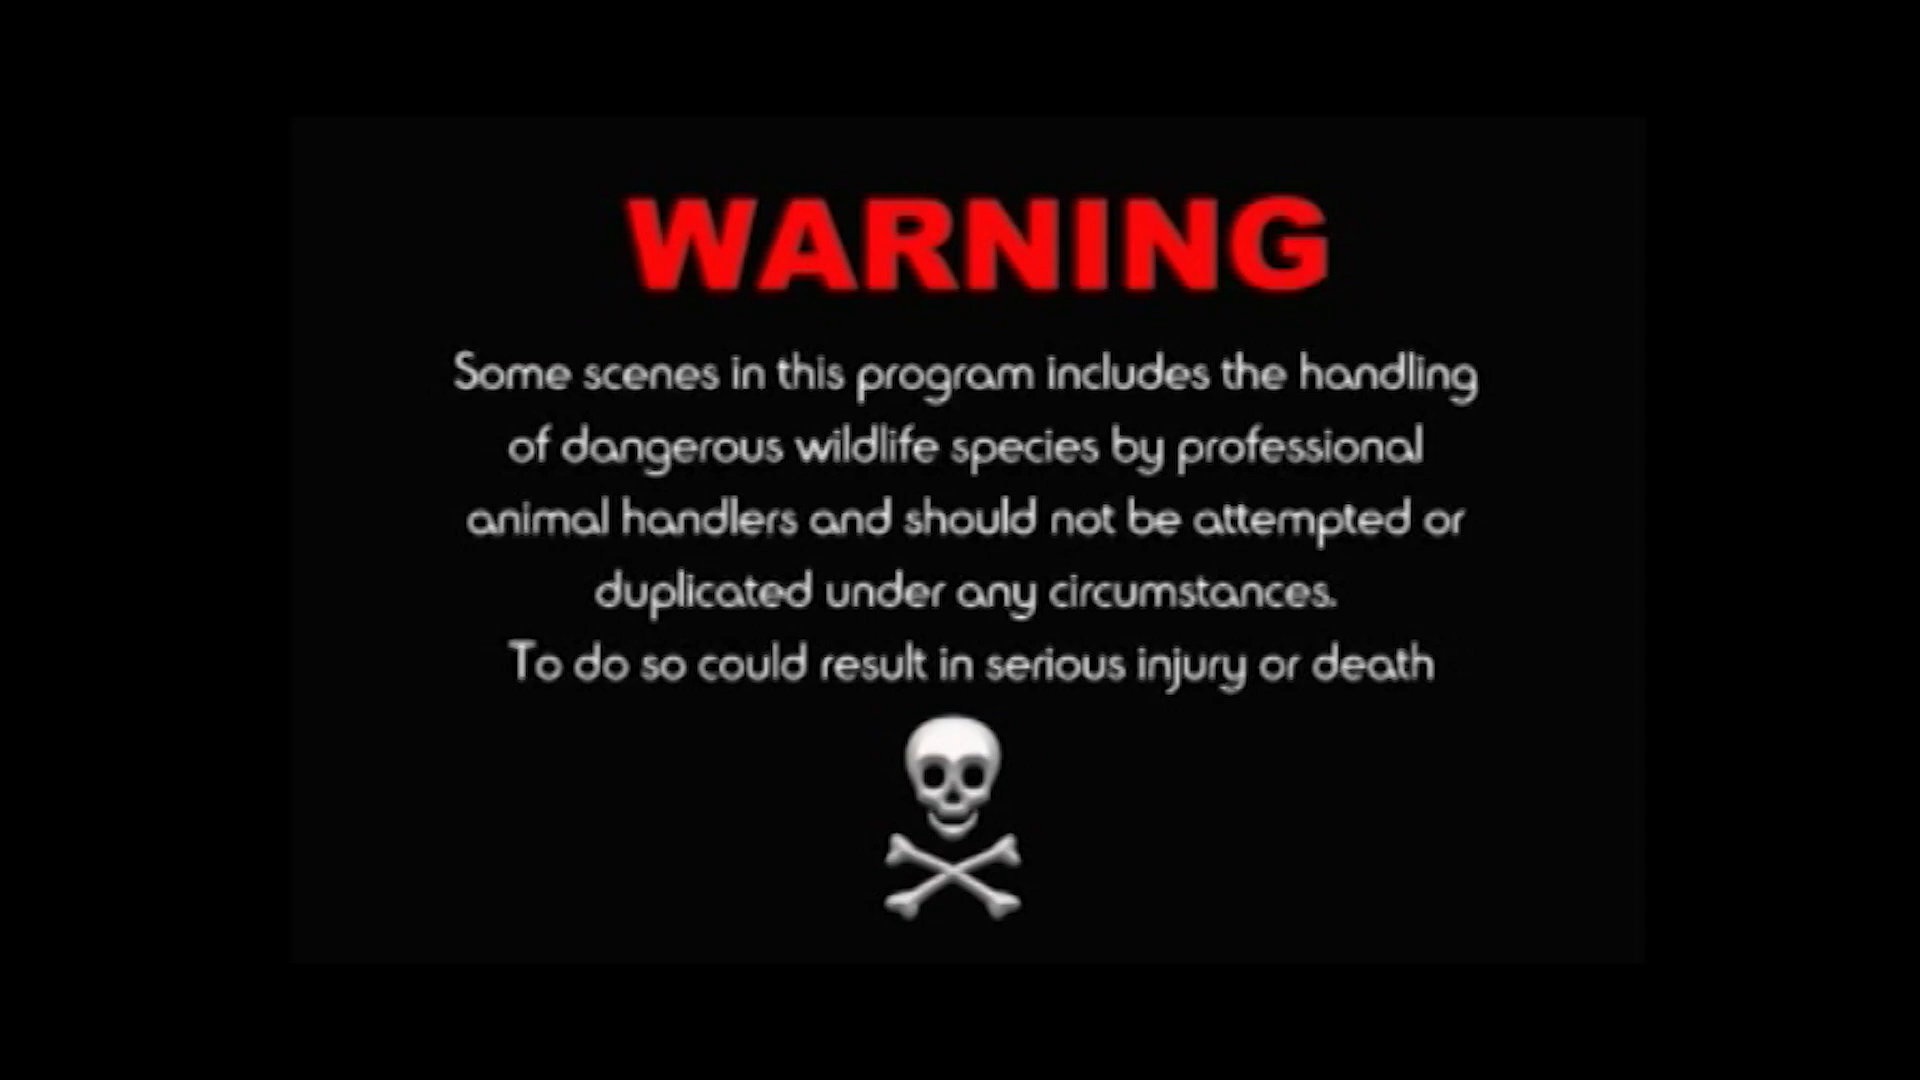 WARNING
Some scenes in this program includes the handling
of dangerous wildlife species by professional
animal handlers and should not be attempted or
duplicated under any circumstances.
To do so could result in serious injury or death